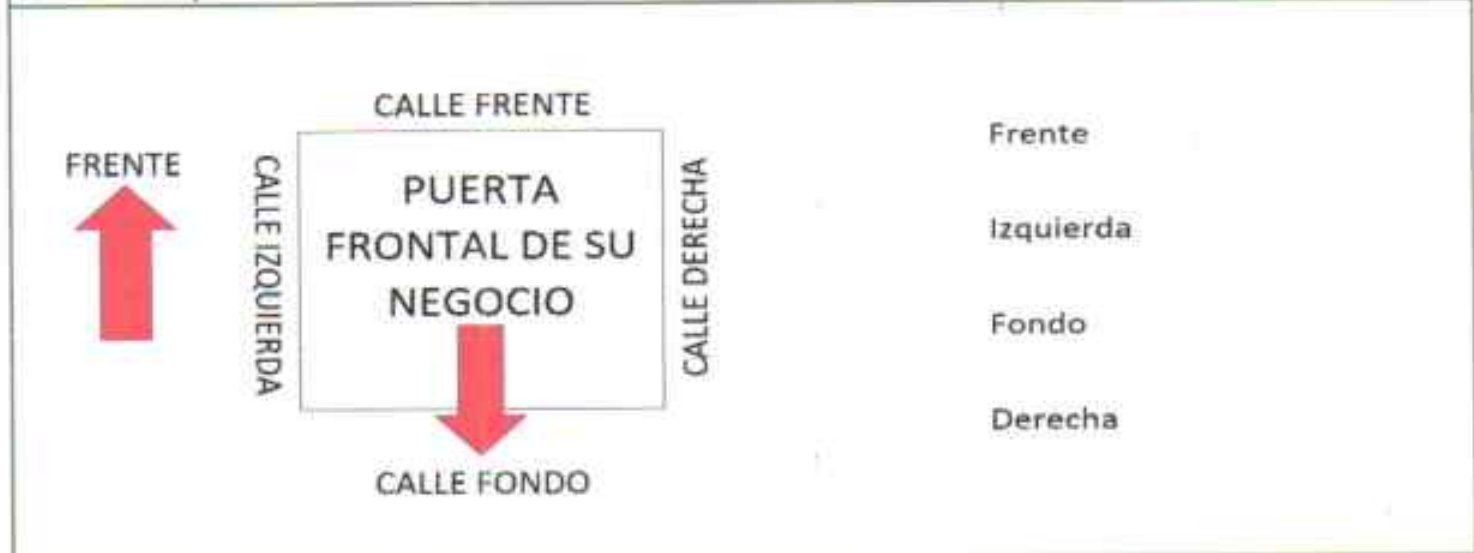 CALLE FRENTE
FRENTE
CALLE IZQUIERDA
PUERTA
FRONTAL DE SU
NEGOCIO
CALLE DERECHA
CALLE FONDO
Frente
Izquierda
Fondo
Derecha